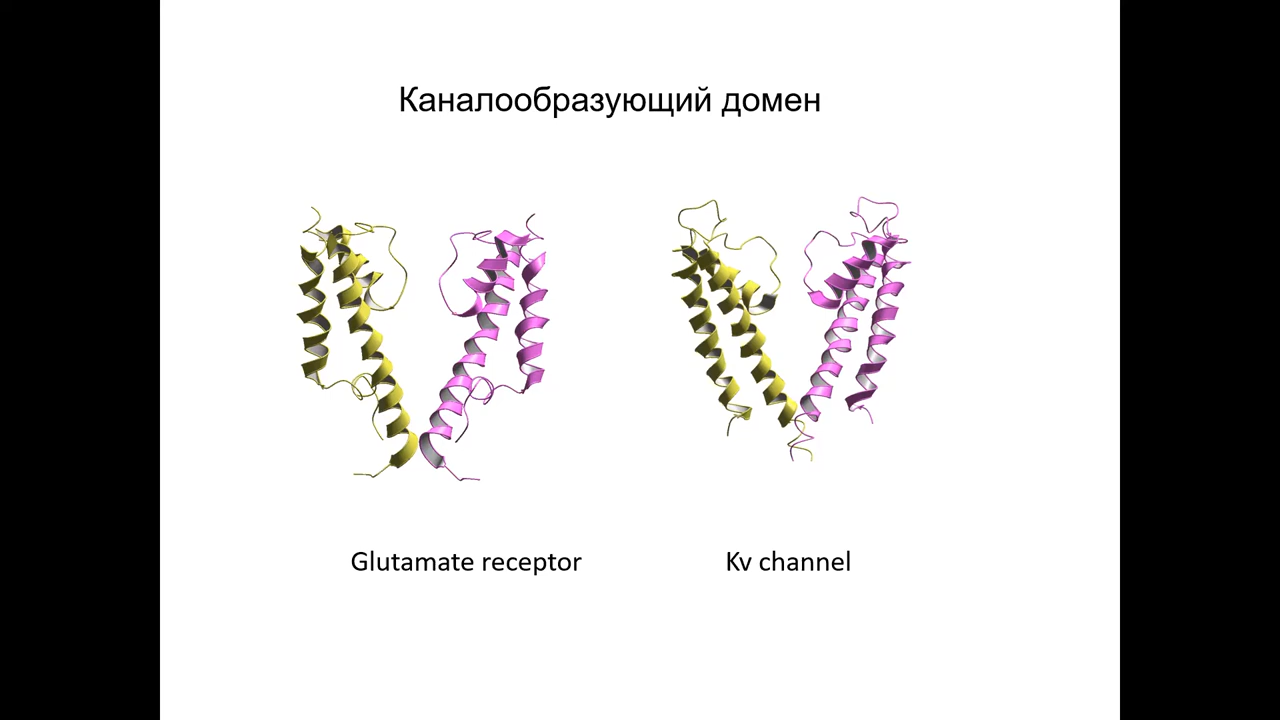 Каналообразующий домен
Glutamate receptor
Kv channel